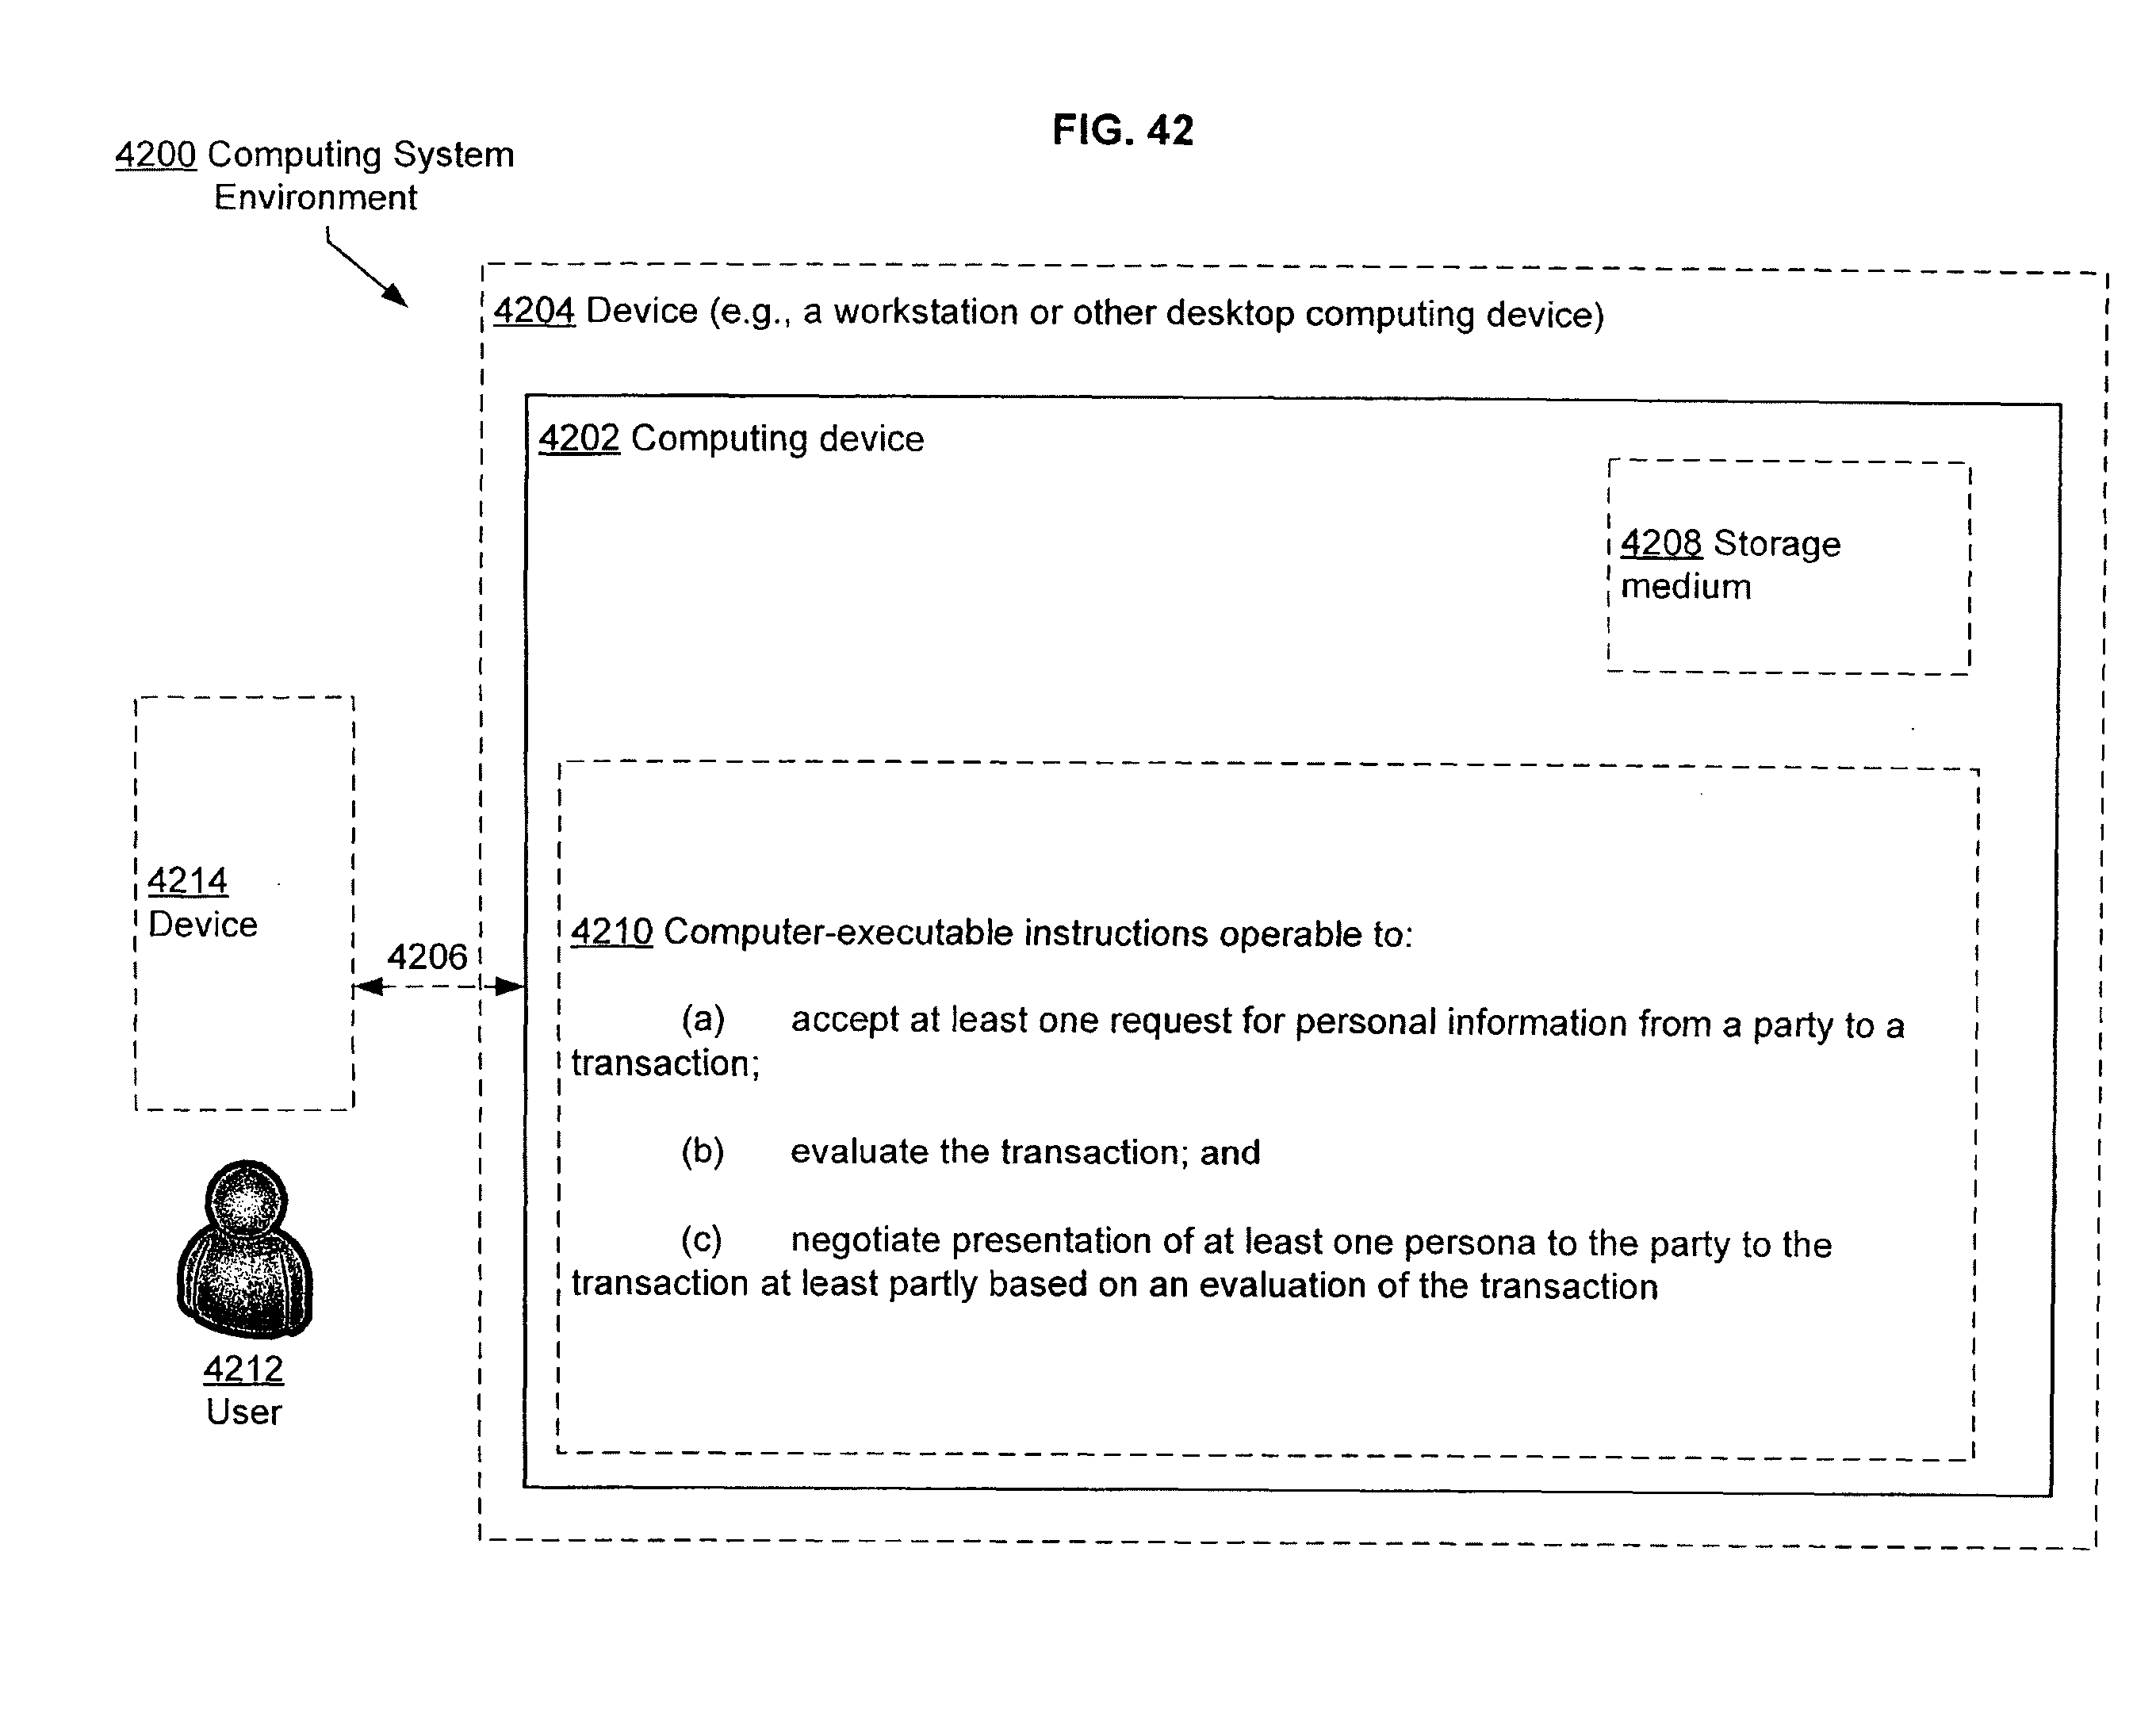 FIG. 42
4200 Computing System
Environment
4204 Device (e.g., a workstation or other desktop computing device)
4202 Computing device
4208 Storage
medium
4214
Device
4206
4210 Computer-executable instructions operable to:
(a) accept at least one request for personal information from a party to a
transaction;
(b) evaluate the transaction; and
(c) negotiate presentation of at least one persona to the party to the
transaction at least partly based on an evaluation of the transaction
4212
User